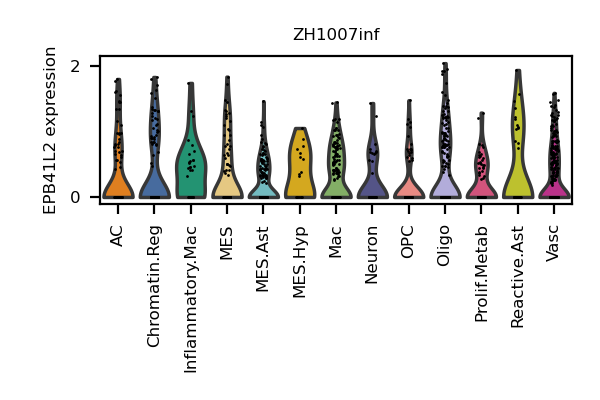 ZH1007inf
EPB41L2 expression
2
0
AC
Chromatin.Reg
Inflammatory.Mac
MES
MES.Ast
MES.Hyp
Mac
Neuron
OPC
Oligo
Prolif.Metab
Reactive.Ast
Vasc